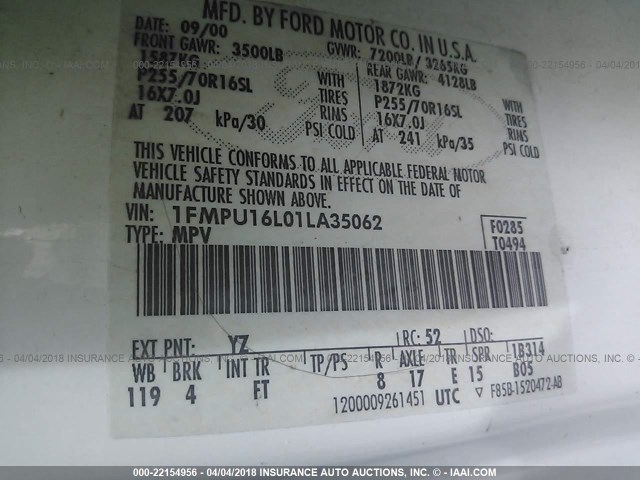 MFD. BY FORD MOTOR CO. IN U.S.A.
DATE: 09/00 GVWR: 7200LB/ 3265KG
FRONT GAWR: 3500LB REAR GAWR: 4128LB
1587KG WITH 1872KG WITH
P255/70R16SL TIRES P255/70R16SL TIRES
16X7.0J RIMS 16X7.0J RIMS
AT 207 kPa/30 PSI COLD AT 241 kPa/35 PSI COLD
THIS VEHICLE CONFORMS TO ALL APPLICABLE FEDERAL MOTOR
VEHICLE SAFETY STANDARDS IN EFFECT ON THE DATE OF
MANUFACTURE SHOWN ABOVE.
VIN: 1FMPU16L01LA35062 F0285
TYPE: MPV T0494
EXT PNT: YZ RC: 52 DSO:
WB BRK INT TR TP/PS R AXLE TR SPR 1B314
119 4 FT 8 17 E 15 B05
1200009261451 UTC ▽ F85B-1520472-AB
000-22154956 - 04/04/2018 - INSURANCE AUTO AUCTIONS INC. - © - WWW.IAAI.COM